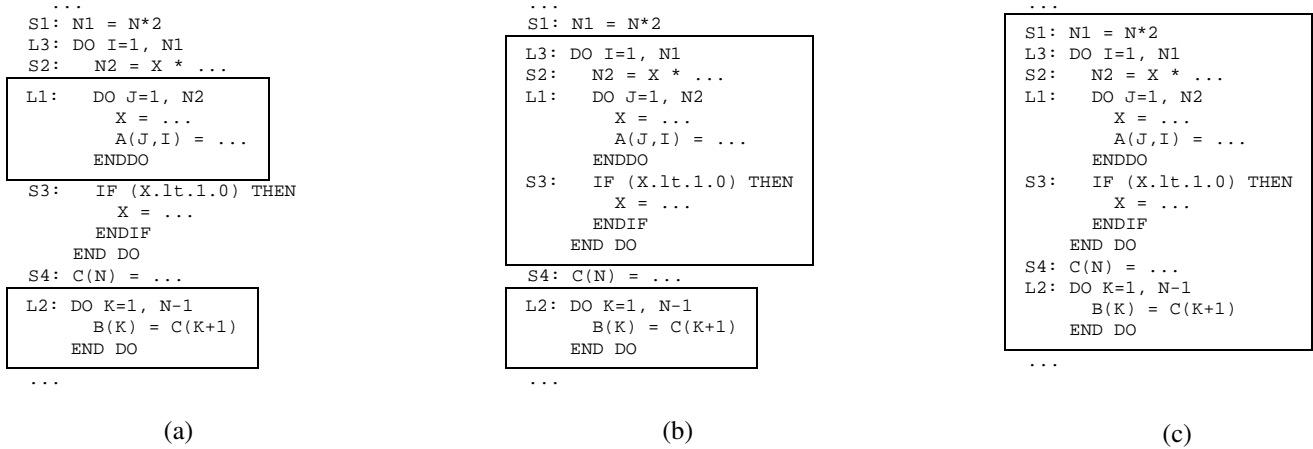 ...
S1: N1 = N*2
L3: DO I=1, N1
S2:   N2 = X * ...
L1:   DO J=1, N2
        X = ...
        A(J,I) = ...
      ENDDO
S3:   IF (X.lt.1.0) THEN
        X = ...
      ENDIF
    END DO
S4: C(N) = ...
L2: DO K=1, N-1
      B(K) = C(K+1)
    END DO
...
(a)
...
S1: N1 = N*2
L3: DO I=1, N1
S2:   N2 = X * ...
L1:   DO J=1, N2
        X = ...
        A(J,I) = ...
      ENDDO
S3:   IF (X.lt.1.0) THEN
        X = ...
      ENDIF
    END DO
S4: C(N) = ...
L2: DO K=1, N-1
      B(K) = C(K+1)
    END DO
...
(b)
...
S1: N1 = N*2
L3: DO I=1, N1
S2:   N2 = X * ...
L1:   DO J=1, N2
        X = ...
        A(J,I) = ...
      ENDDO
S3:   IF (X.lt.1.0) THEN
        X = ...
      ENDIF
    END DO
S4: C(N) = ...
L2: DO K=1, N-1
      B(K) = C(K+1)
    END DO
...
(c)